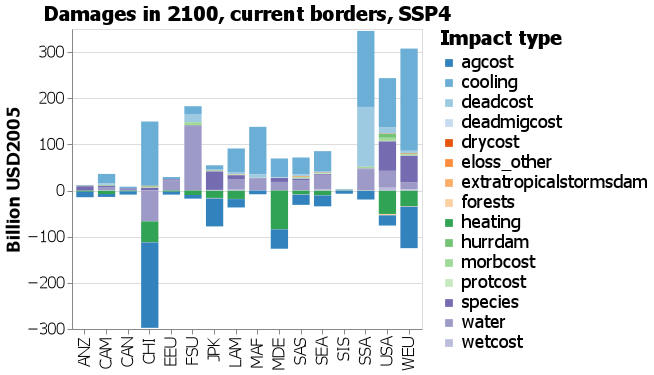 Damages in 2100, current borders, SSP4
Billion USD2005
300
200
100
0
−100
−200
−300
ANZ
CAM
CAN
CHI
EEU
FSU
JPK
LAM
MAF
MDE
SAS
SEA
SIS
SSA
USA
WEU
Impact type
agcost
cooling
deadcost
deadmigcost
drycost
eloss_other
extratropicalstormsdam
forests
heating
hurrdam
morbcost
protcost
species
water
wetcost